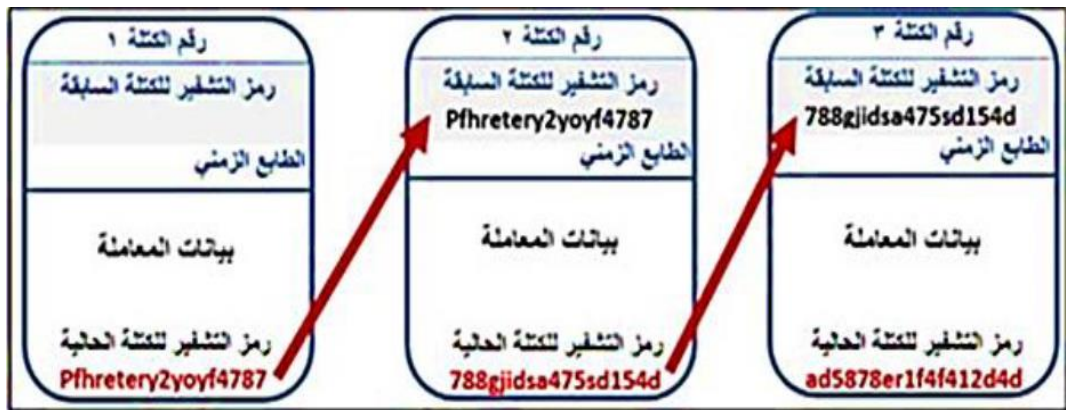 رقم الكتلة ١
رمز التشفير للكتلة السابقة
الطابع الزمني
بيانات المعاملة
رمز التشفير للكتلة الحالية
Pfhretery2yoyf4787
رقم الكتلة ٢
رمز التشفير للكتلة السابقة
Pfhretery2yoyf4787
الطابع الزمني
بيانات المعاملة
رمز التشفير للكتلة الحالية
788gjidsa475sd154d
رقم الكتلة ٣
رمز التشفير للكتلة السابقة
788gjidsa475sd154d
الطابع الزمني
بيانات المعاملة
رمز التشفير للكتلة الحالية
ad5878er1f4f412d4d